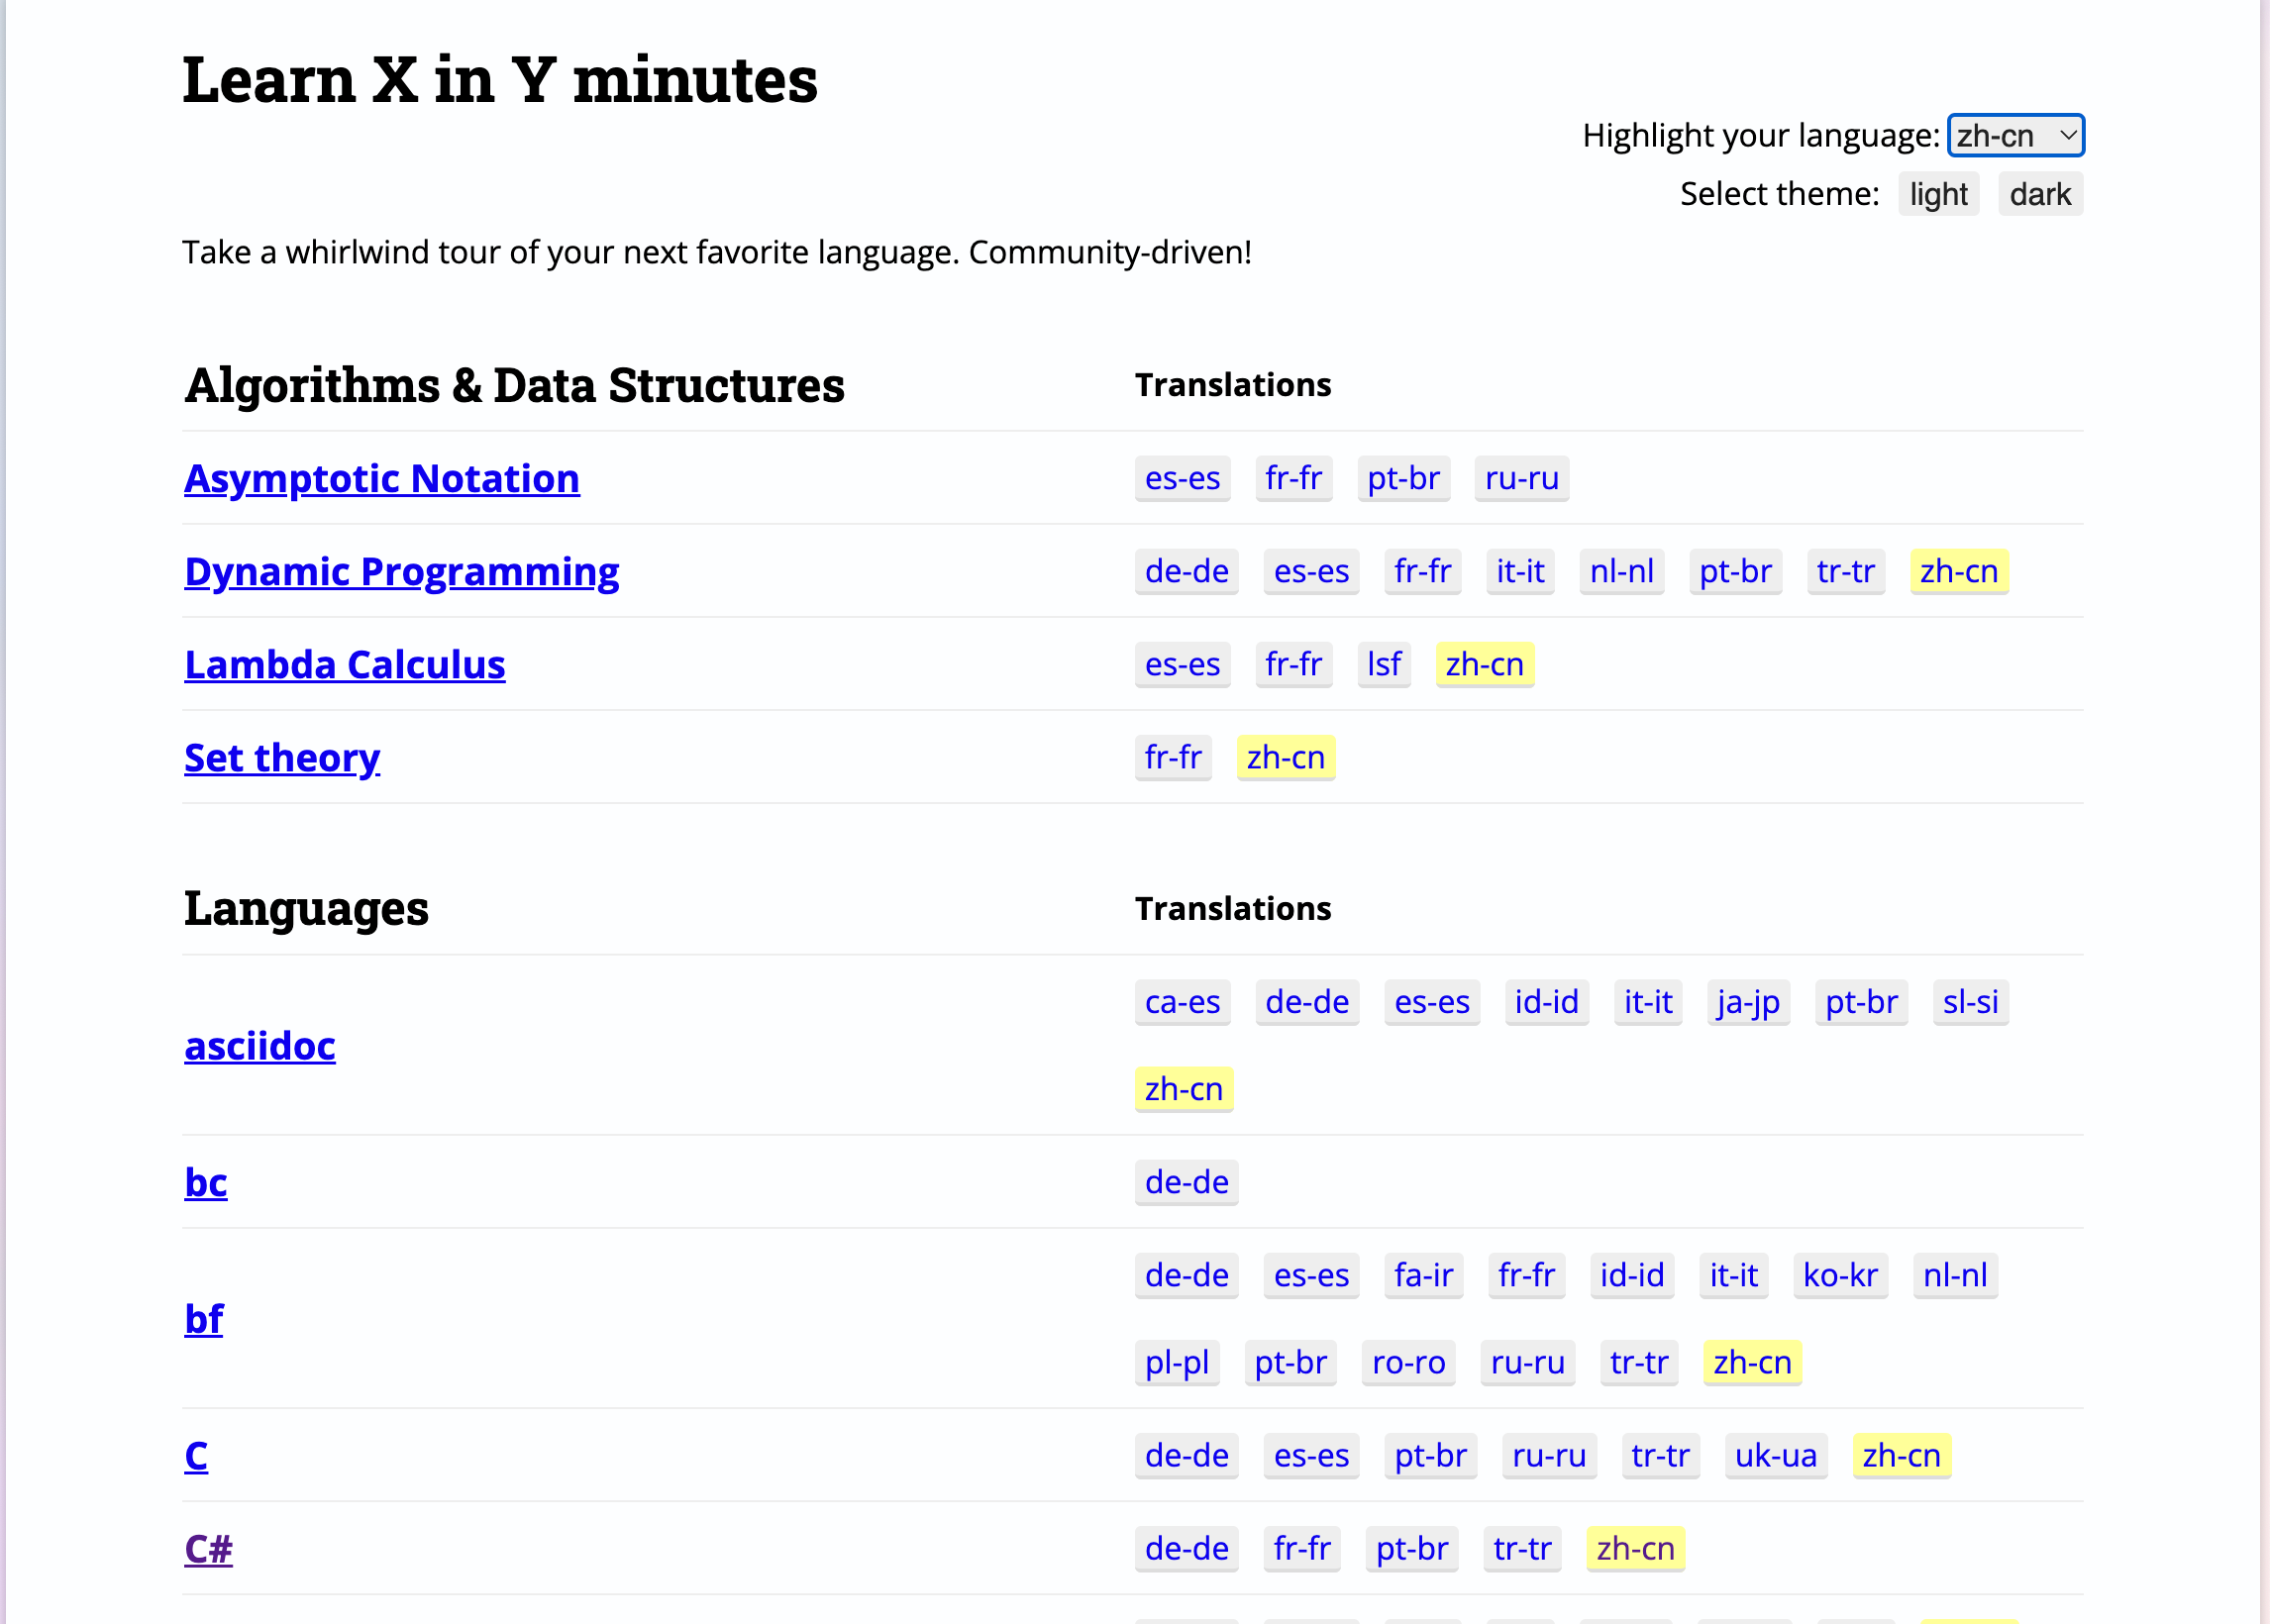 Learn X in Y minutes
Highlight your language: zh-cn
Select theme: light dark
Take a whirlwind tour of your next favorite language. Community-driven!
Algorithms & Data Structures Translations
Asymptotic Notation es-es fr-fr pt-br ru-ru
Dynamic Programming de-de es-es fr-fr it-it nl-nl pt-br tr-tr zh-cn
Lambda Calculus es-es fr-fr lsf zh-cn
Set theory fr-fr zh-cn
Languages Translations
asciidoc ca-es de-de es-es id-id it-it ja-jp pt-br sl-si
zh-cn
bc de-de
bf de-de es-es fa-ir fr-fr id-id it-it ko-kr nl-nl
pl-pl pt-br ro-ro ru-ru tr-tr zh-cn
C de-de es-es pt-br ru-ru tr-tr uk-ua zh-cn
C# de-de fr-fr pt-br tr-tr zh-cn